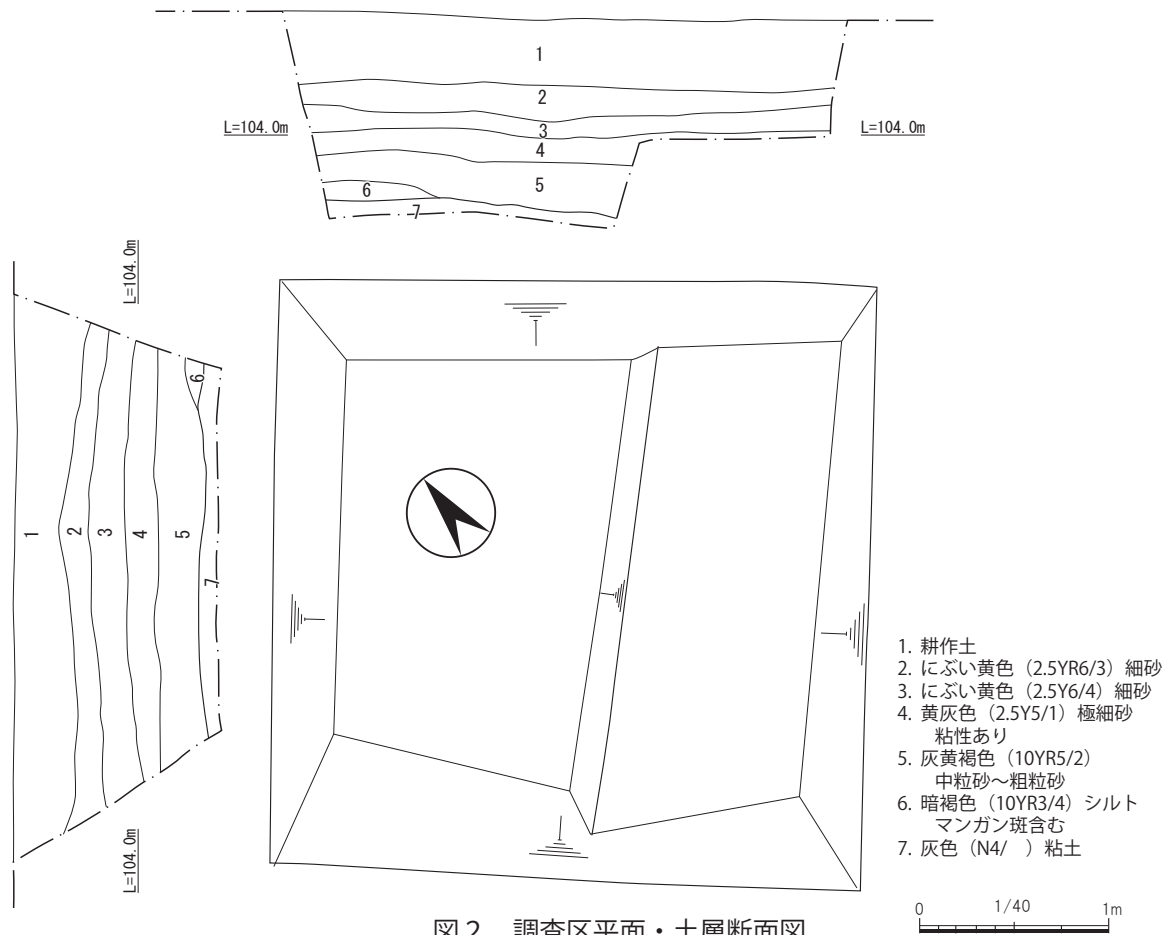 1
2
L=104.0m
3
L=104.0m
4
5
6
7
L=104.0m
1
2
3
4
5
6
7
L=104.0m
1. 耕作土
2. にぶい黄色（2.5YR6/3）細砂
3. にぶい黄色（2.5Y6/4）細砂
4. 黄灰色（2.5Y5/1）極細砂
粘性あり
5. 灰黄褐色（10YR5/2）
中粒砂～粗粒砂
6. 暗褐色（10YR3/4）シルト
マンガン斑含む
7. 灰色（N4/　）粘土
0 1/40 1m
図２　調査区平面・土層断面図